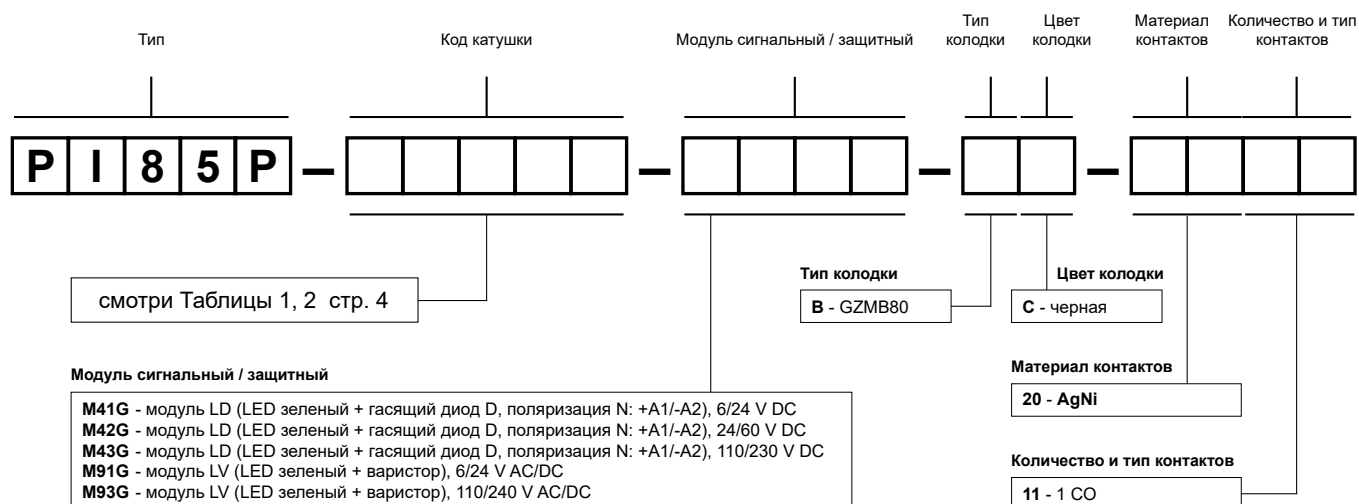 Тип
Код катушки
Модуль сигнальный / защитный
Тип
колодки
Цвет
колодки
Материал
контактов
Количество и тип
контактов
P I 8 5 P – – – –
смотри Таблицы 1, 2 стр. 4
Тип колодки
B - GZMB80
Цвет колодки
C - черная
Модуль сигнальный / защитный
M41G - модуль LD (LED зеленый + гасящий диод D, поляризация N: +A1/-A2), 6/24 V DC
M42G - модуль LD (LED зеленый + гасящий диод D, поляризация N: +A1/-A2), 24/60 V DC
M43G - модуль LD (LED зеленый + гасящий диод D, поляризация N: +A1/-A2), 110/230 V DC
M91G - модуль LV (LED зеленый + варистор), 6/24 V AC/DC
M93G - модуль LV (LED зеленый + варистор), 110/240 V AC/DC
Материал контактов
20 - AgNi
Количество и тип контактов
11 - 1 CO